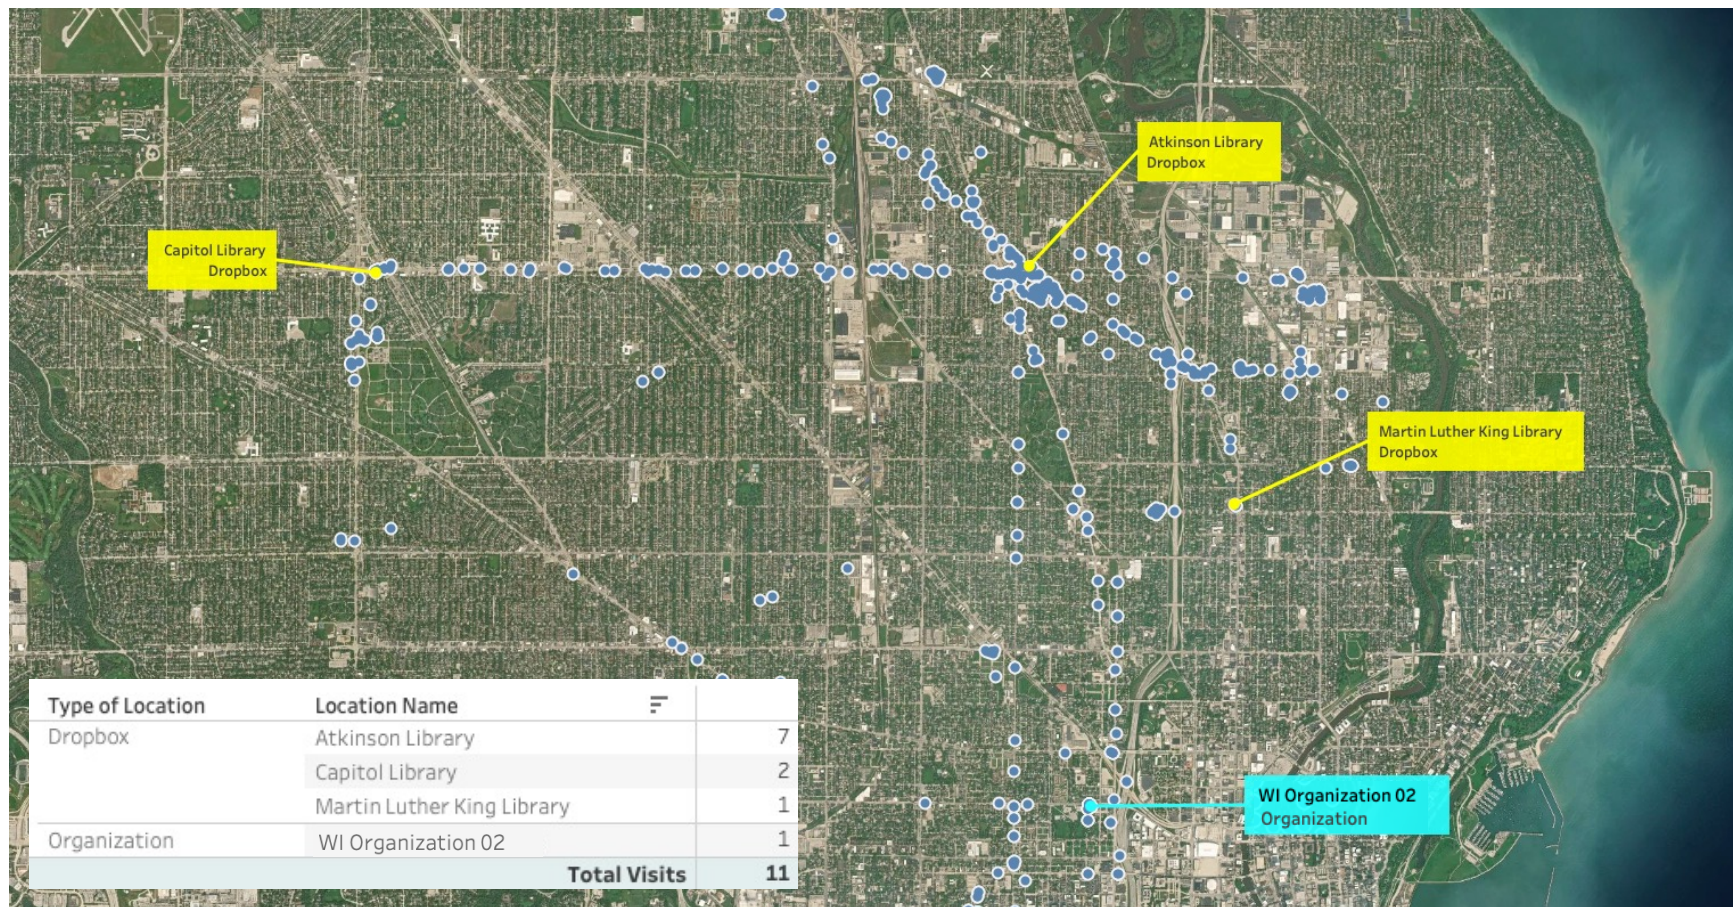 Atkinson Library
Dropbox
Capitol Library
Dropbox
Martin Luther King Library
Dropbox
WI Organization 02
Organization
Type of Location Location Name
Dropbox Atkinson Library 7
Capitol Library 2
Martin Luther King Library 1
Organization WI Organization 02 1
Total Visits 11